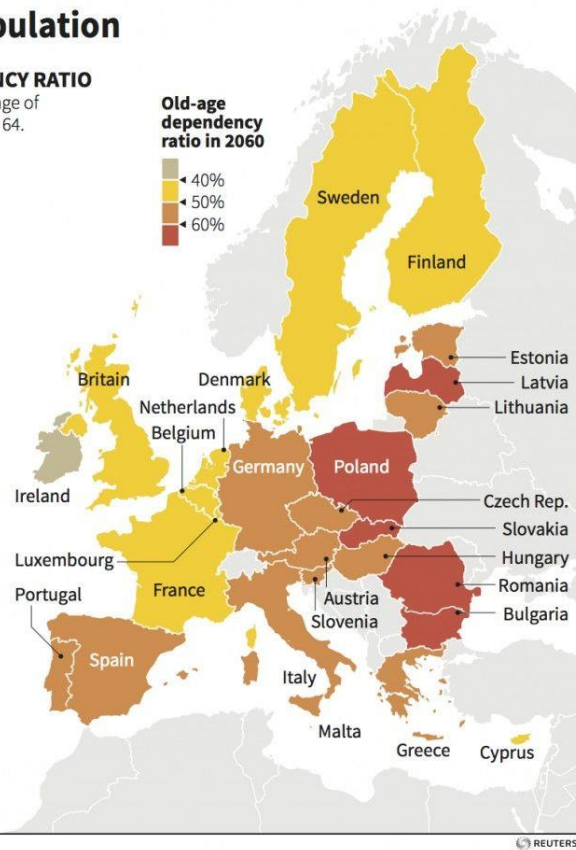 pulation
NCY RATIO
ge of
64.
Old-age
dependency
ratio in 2060
40%
50%
60%
Sweden
Finland
Estonia
Latvia
Lithuania
Britain
Denmark
Netherlands
Belgium
Germany
Poland
Ireland
Czech Rep.
Slovakia
Luxembourg
Hungary
France
Romania
Portugal
Austria
Bulgaria
Slovenia
Spain
Italy
Malta
Greece
Cyprus
REUTERS